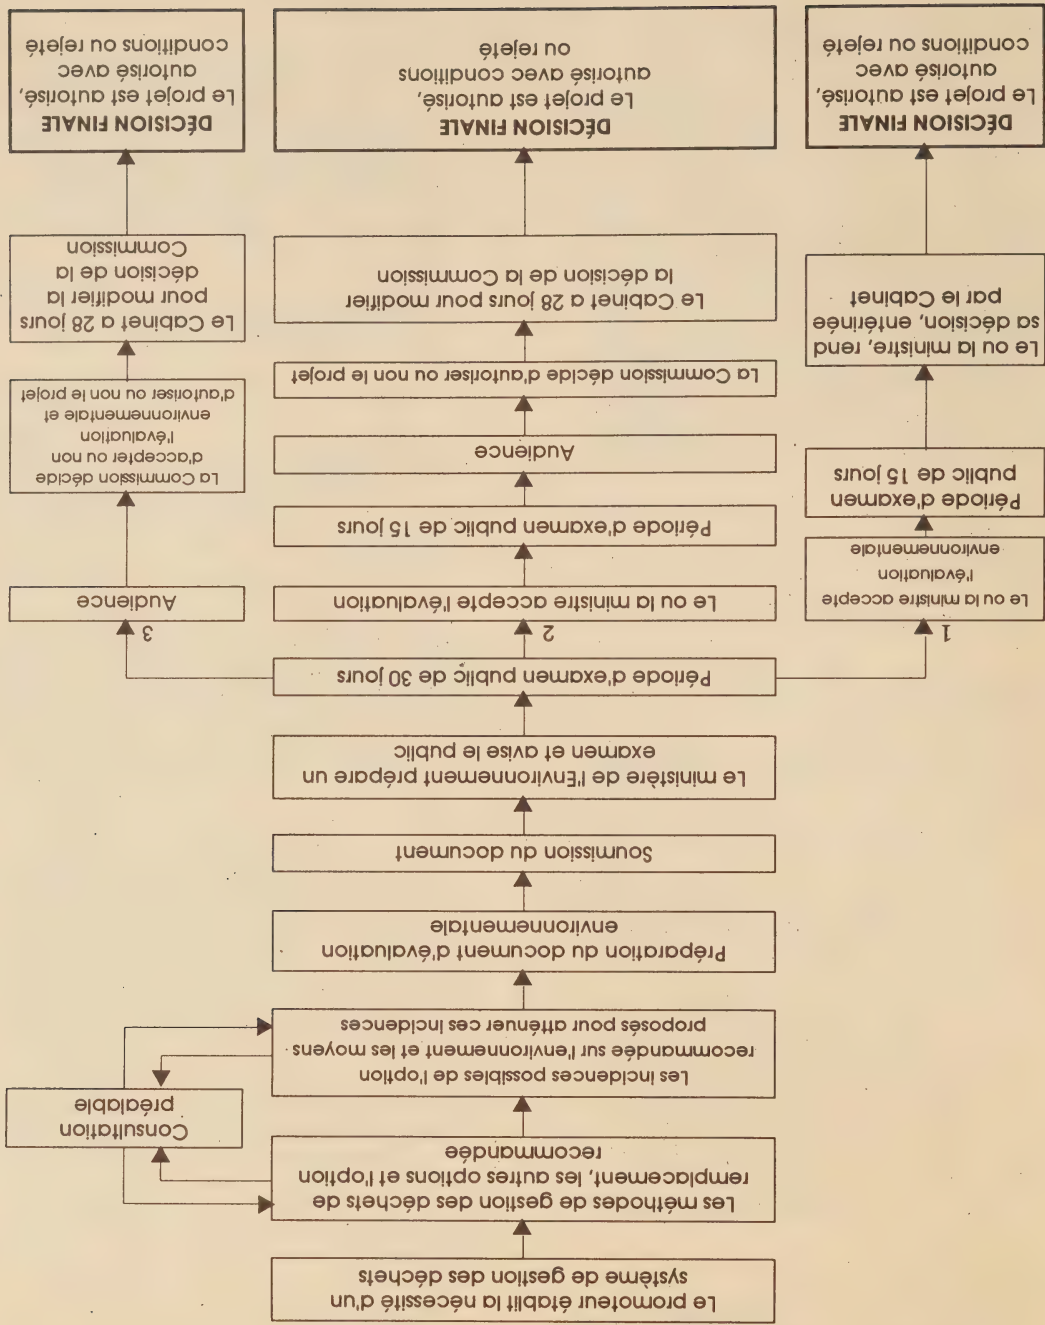 Le promoteur établit la nécessité d'un
système de gestion des déchets
Les méthodes de gestion des déchets de
remplacement, les autres options et l'option
recommandée
Consultation
préalable
Les incidences possibles de l'option
recommandée sur l'environnement et les moyens
proposés pour atténuer ces incidences
Préparation du document d'évaluation
environnementale
Soumission du document
Le ministère de l'Environnement prépare un
examen et avise le public
Période d'examen public de 30 jours
1
Le ou la ministre accepte
l'évaluation
environnementale
Période d'examen
public de 15 jours
Le ou la ministre, rend
sa décision, entérinée
par le Cabinet
DÉCISION FINALE
Le projet est autorisé,
autorisé avec
conditions ou rejeté
2
Le ou la ministre accepte l'évaluation
Période d'examen public de 15 jours
Audience
La Commission décide d'autoriser ou non le projet
Le Cabinet a 28 jours pour modifier
la décision de la Commission
DÉCISION FINALE
Le projet est autorisé,
autorisé avec conditions
ou rejeté
3
Audience
La Commission décide
d'accepter ou non
l'évaluation
environnementale et
d'autoriser ou non le projet
Le Cabinet a 28 jours
pour modifier la
décision de la
Commission
DÉCISION FINALE
Le projet est autorisé,
autorisé avec
conditions ou rejeté